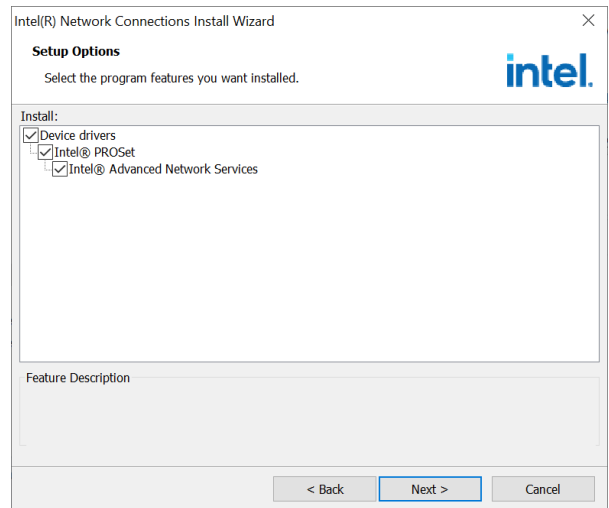 Intel(R) Network Connections Install Wizard
Setup Options
Select the program features you want installed.
intel.
Install:
Device drivers
Intel® PROSet
Intel® Advanced Network Services
Feature Description
< Back
Next >
Cancel